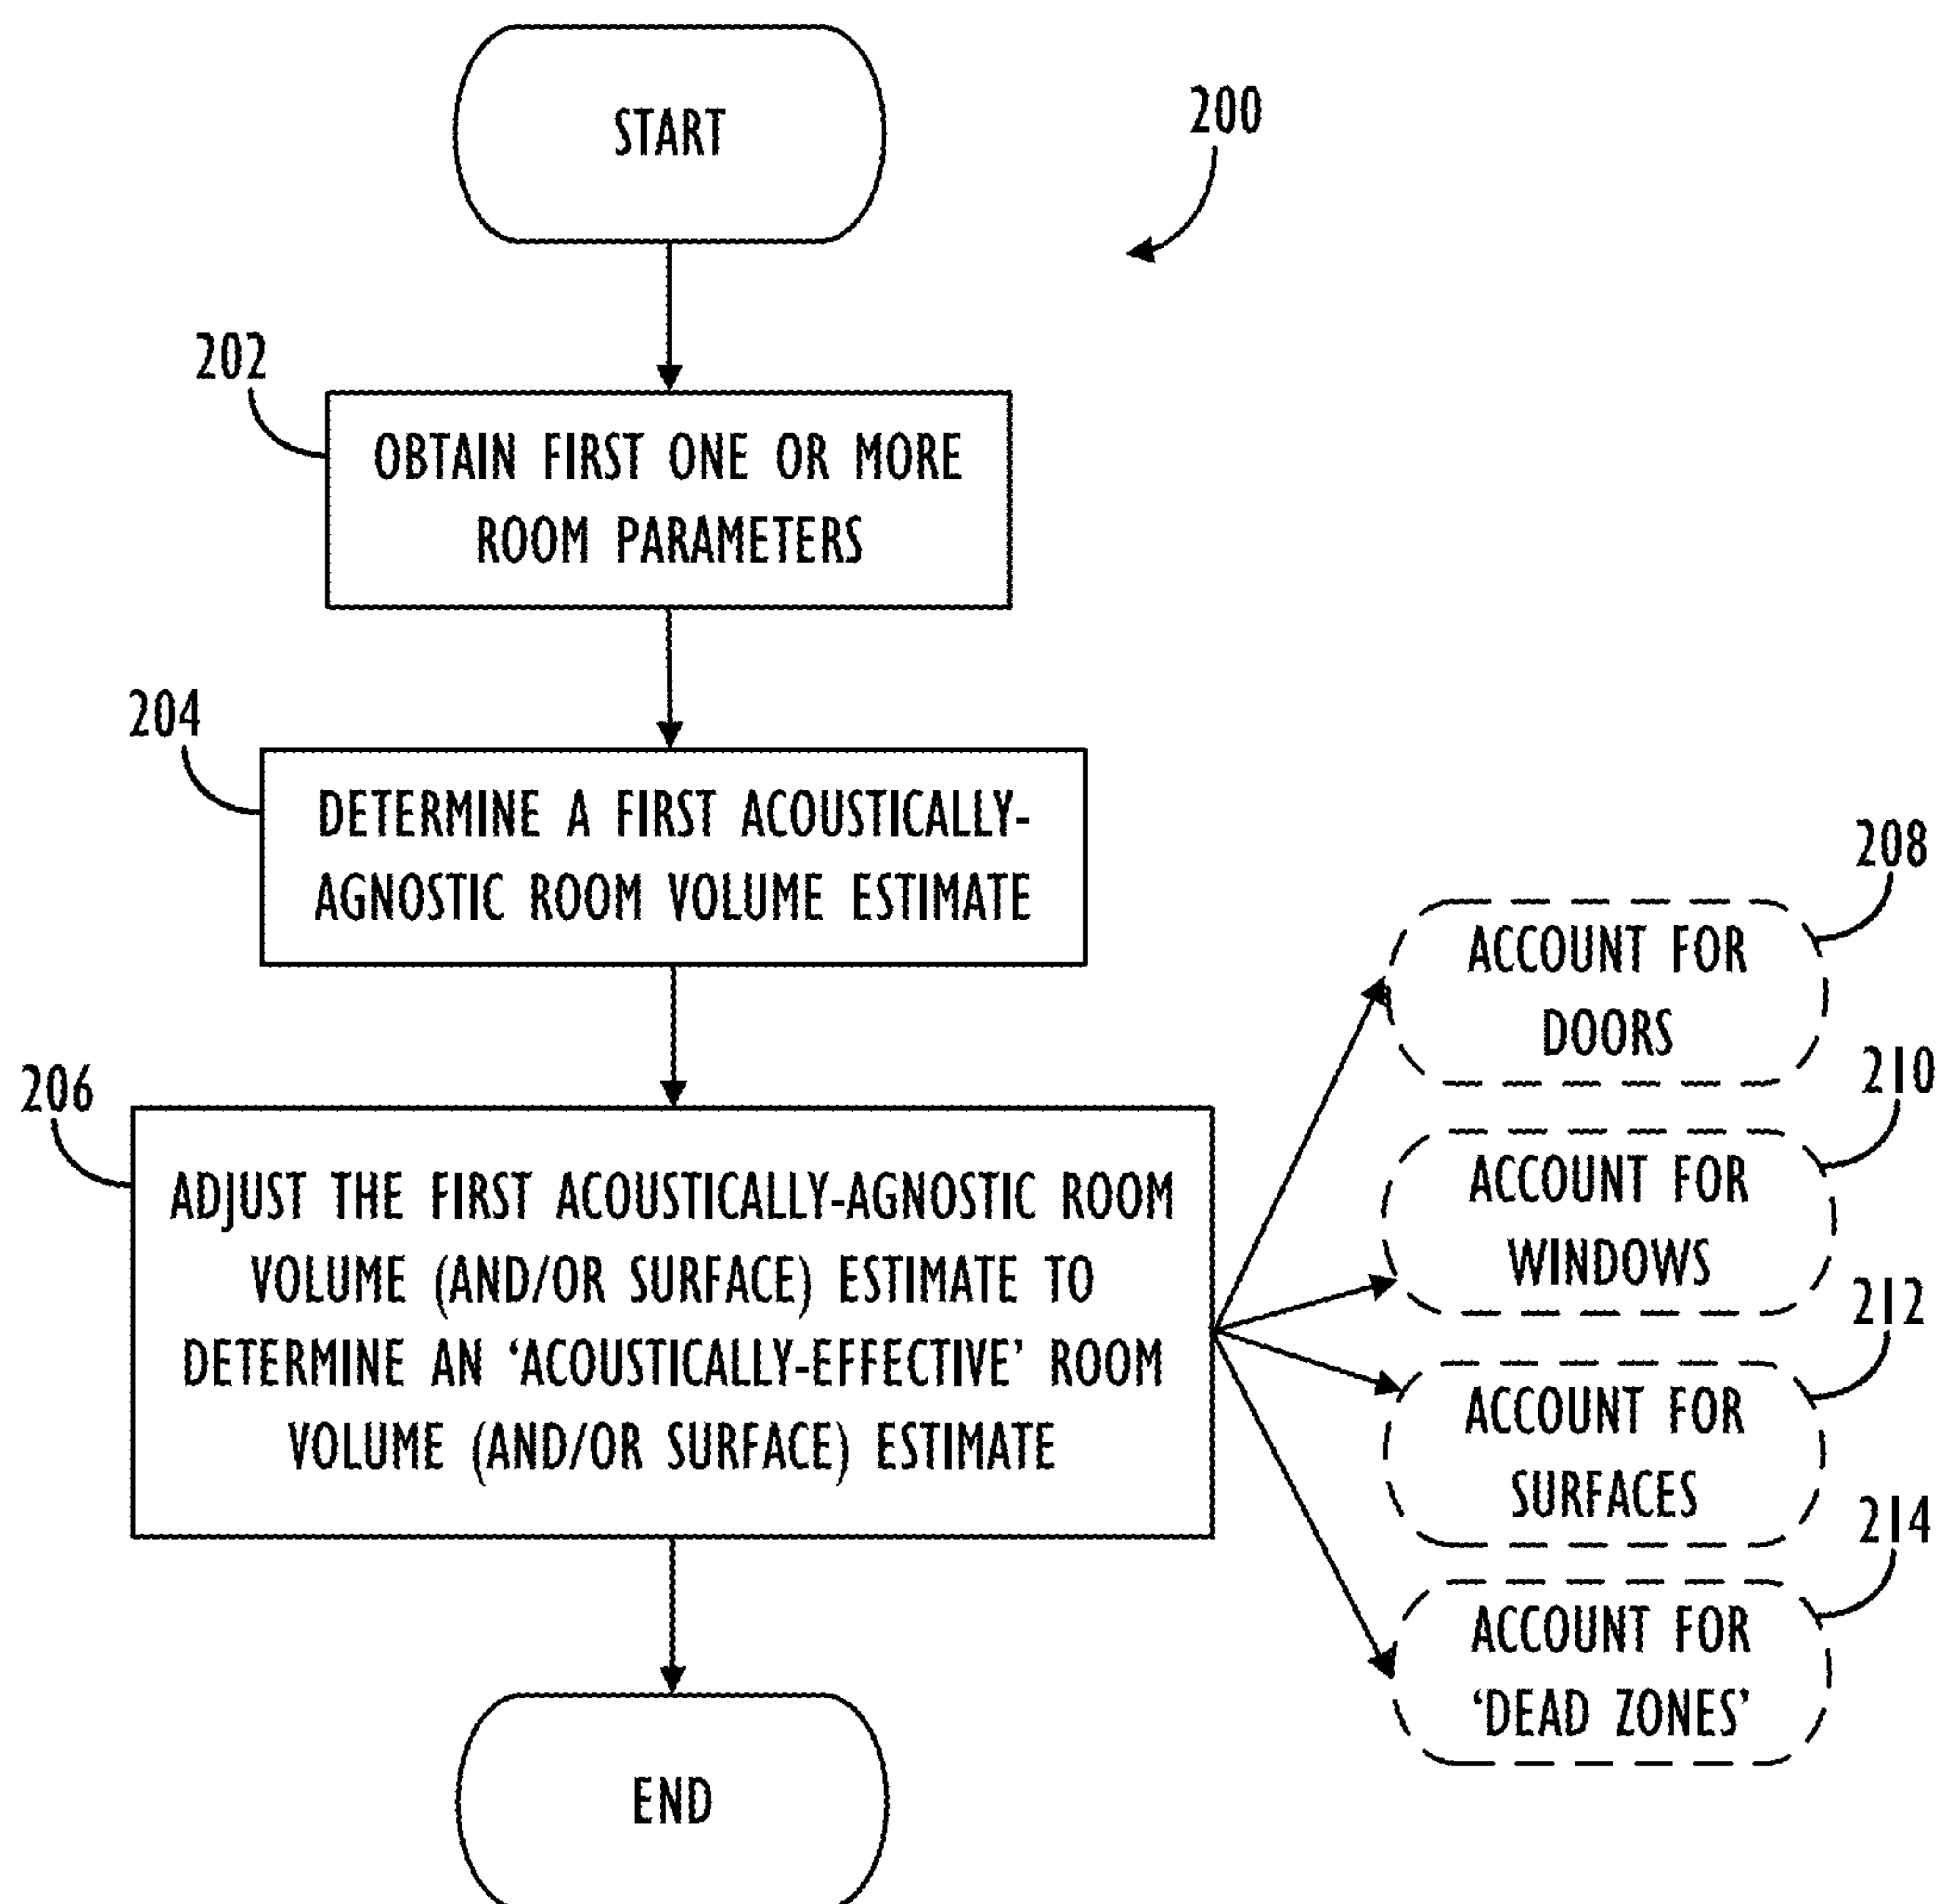 START
200
202
OBTAIN FIRST ONE OR MORE
ROOM PARAMETERS
204
DETERMINE A FIRST ACOUSTICALLY-
AGNOSTIC ROOM VOLUME ESTIMATE
206
ADJUST THE FIRST ACOUSTICALLY-AGNOSTIC ROOM
VOLUME (AND/OR SURFACE) ESTIMATE TO
DETERMINE AN ‘ACOUSTICALLY-EFFECTIVE’ ROOM
VOLUME (AND/OR SURFACE) ESTIMATE
208
ACCOUNT FOR
DOORS
210
ACCOUNT FOR
WINDOWS
212
ACCOUNT FOR
SURFACES
214
ACCOUNT FOR
‘DEAD ZONES’
END